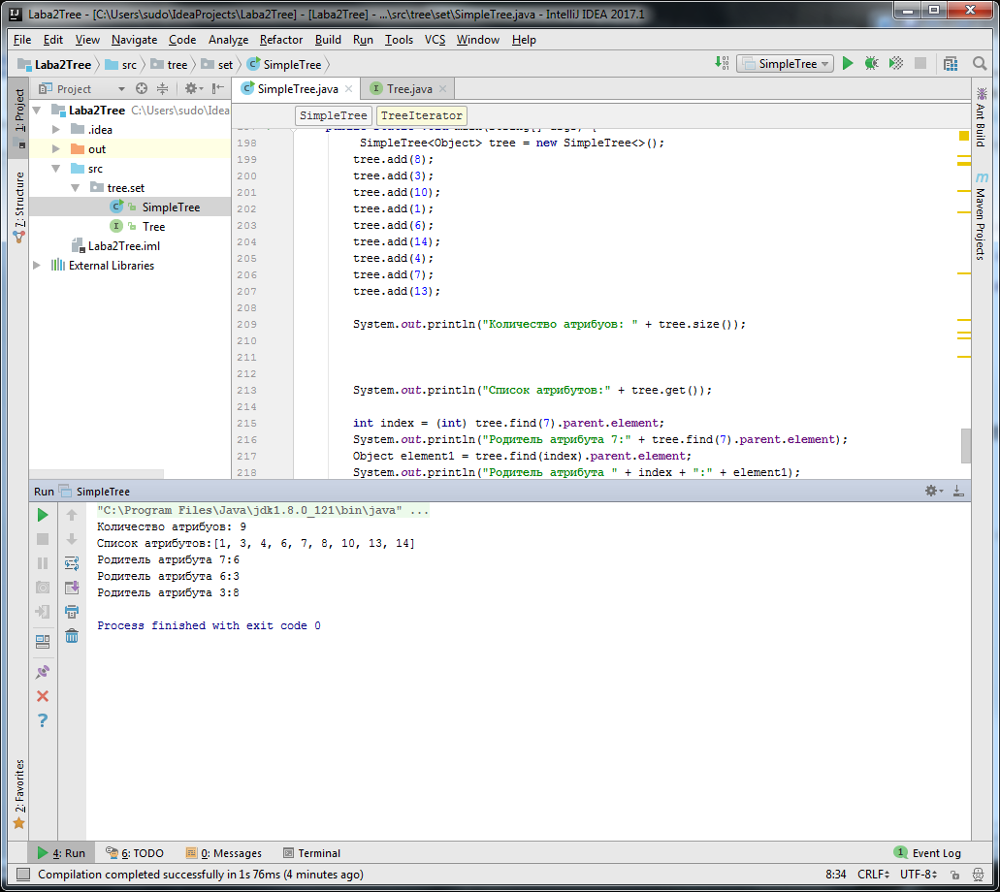 Laba2Tree - [C:\Users\sudo\IdeaProjects\Laba2Tree] - [Laba2Tree] - ...\src\tree\set\SimpleTree.java - IntelliJ IDEA 2017.1
File Edit View Navigate Code Analyze Refactor Build Run Tools VCS Window Help
Laba2Tree src tree set SimpleTree SimpleTree
Project SimpleTree.java Tree.java
1: Project
7: Structure
2: Favorites
Ant Build
Maven Projects
Laba2Tree C:\Users\sudo\Idea
.idea
out
src
tree.set
SimpleTree
Tree
Laba2Tree.iml
External Libraries
SimpleTree TreeIterator
public static void main(String[] args) {
198 SimpleTree<Object> tree = new SimpleTree<>();
199 tree.add(8);
200 tree.add(3);
201 tree.add(10);
202 tree.add(1);
203 tree.add(6);
204 tree.add(14);
205 tree.add(4);
206 tree.add(7);
207 tree.add(13);
208
209 System.out.println("Количество атрибуов: " + tree.size());
210
211
212
213 System.out.println("Список атрибутов:" + tree.get());
214
215 int index = (int) tree.find(7).parent.element;
216 System.out.println("Родитель атрибута 7:" + tree.find(7).parent.element);
217 Object element1 = tree.find(index).parent.element;
218 System.out.println("Родитель атрибута " + index + ":" + element1);
Run SimpleTree
"C:\Program Files\Java\jdk1.8.0_121\bin\java" ...
Количество атрибуов: 9
Список атрибутов:[1, 3, 4, 6, 7, 8, 10, 13, 14]
Родитель атрибута 7:6
Родитель атрибута 6:3
Родитель атрибута 3:8
Process finished with exit code 0
4: Run 6: TODO 0: Messages Terminal 1 Event Log
Compilation completed successfully in 1s 76ms (4 minutes ago) 8:34 CRLF UTF-8